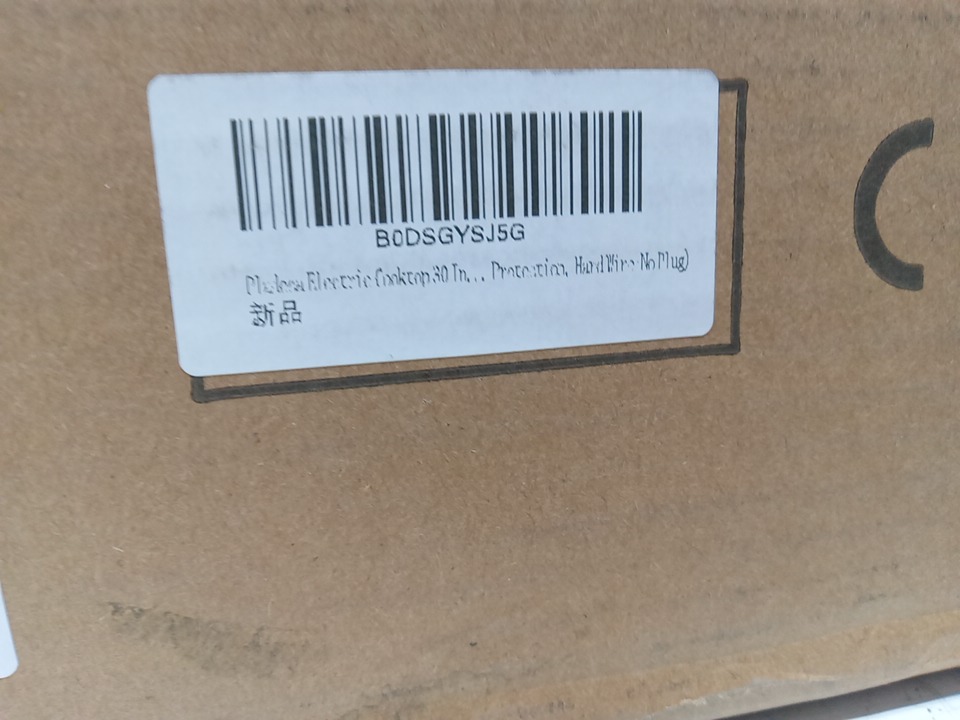 B0DSGYSJ5G
Electric Cooktop 30 In... Protection, Hard Wire No Plug)
新品
C